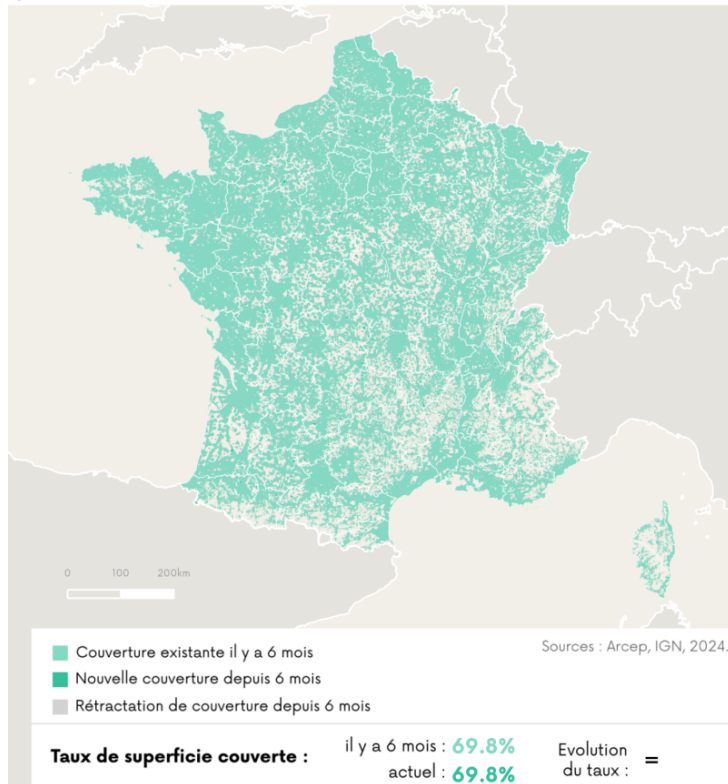 0 100 200km
Couverture existante il y a 6 mois
Sources : Arcep, IGN, 2024.
Nouvelle couverture depuis 6 mois
Rétractation de couverture depuis 6 mois
Taux de superficie couverte :
il y a 6 mois : 69.8%
actuel : 69.8%
Evolution
du taux : =